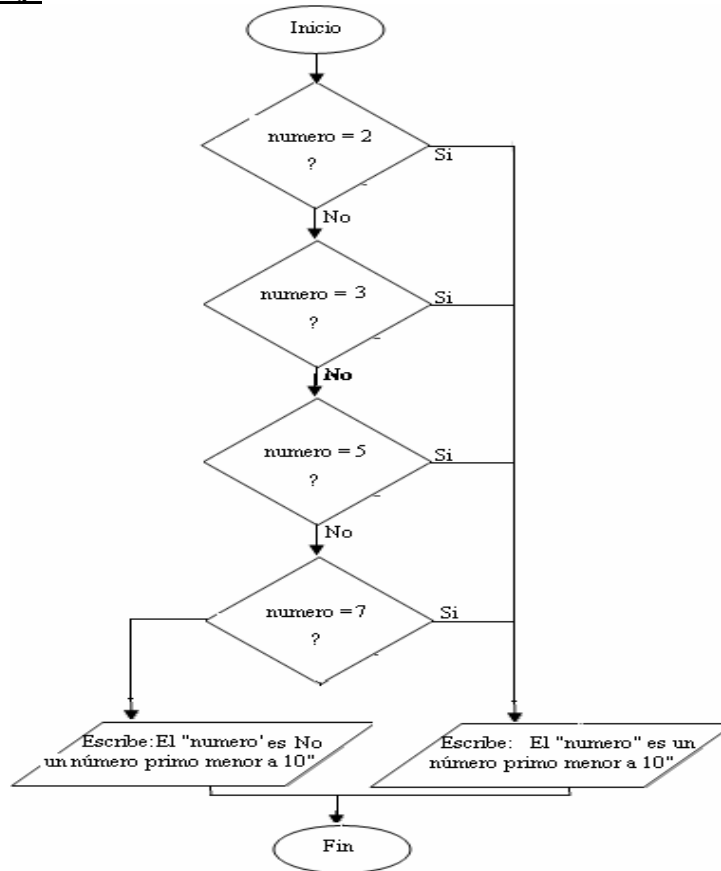 Inicio
numero = 2
?
Si
No
numero = 3
?
Si
No
numero = 5
?
Si
No
numero = 7
?
Si
Escribe:El "numero' es No
un número primo menor a 10"
Escribe: El "numero" es un
número primo menor a 10"
Fin